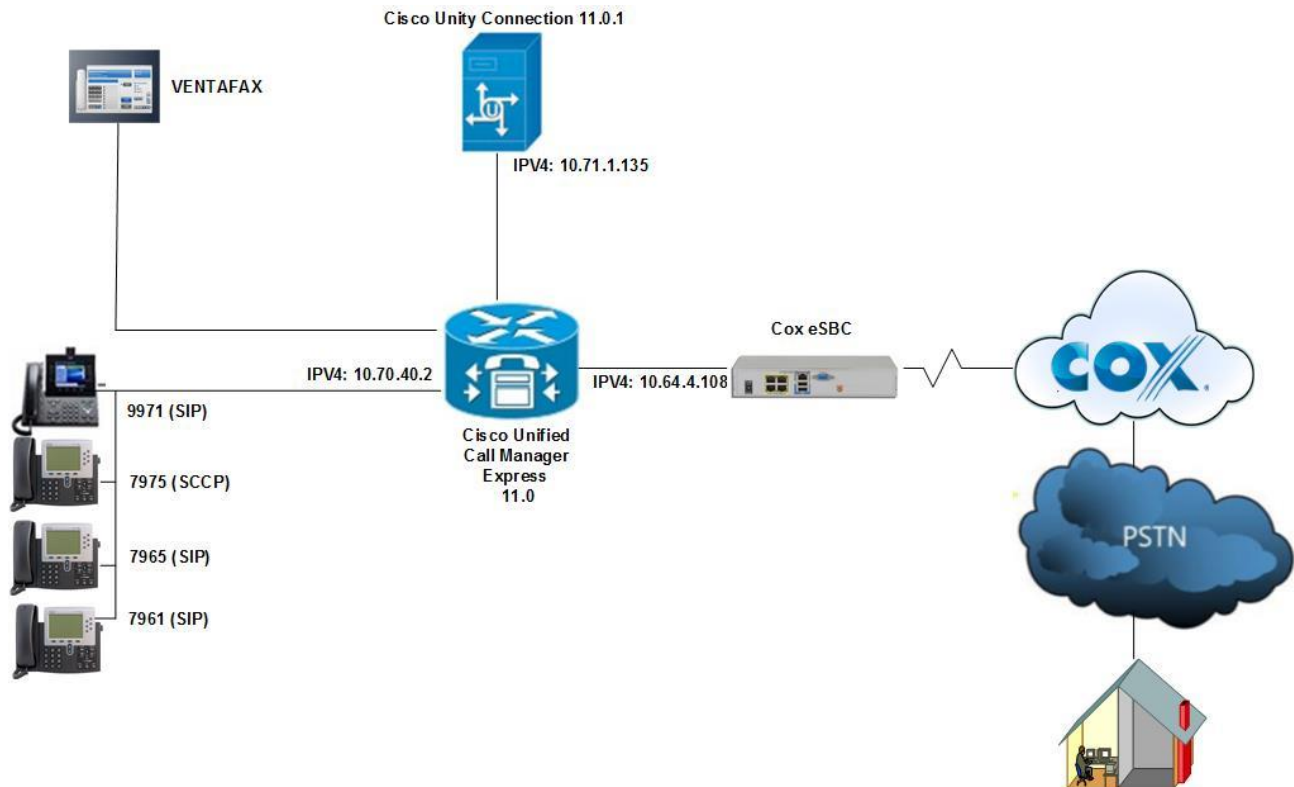 Cisco Unity Connection 11.0.1
VENTAFAX
IPV4: 10.71.1.135
Cox eSBC
COX
IPV4: 10.70.40.2
IPV4: 10.64.4.108
9971 (SIP)
Cisco Unified
Call Manager
Express
11.0
7975 (SCCP)
PSTN
7965 (SIP)
7961 (SIP)
U